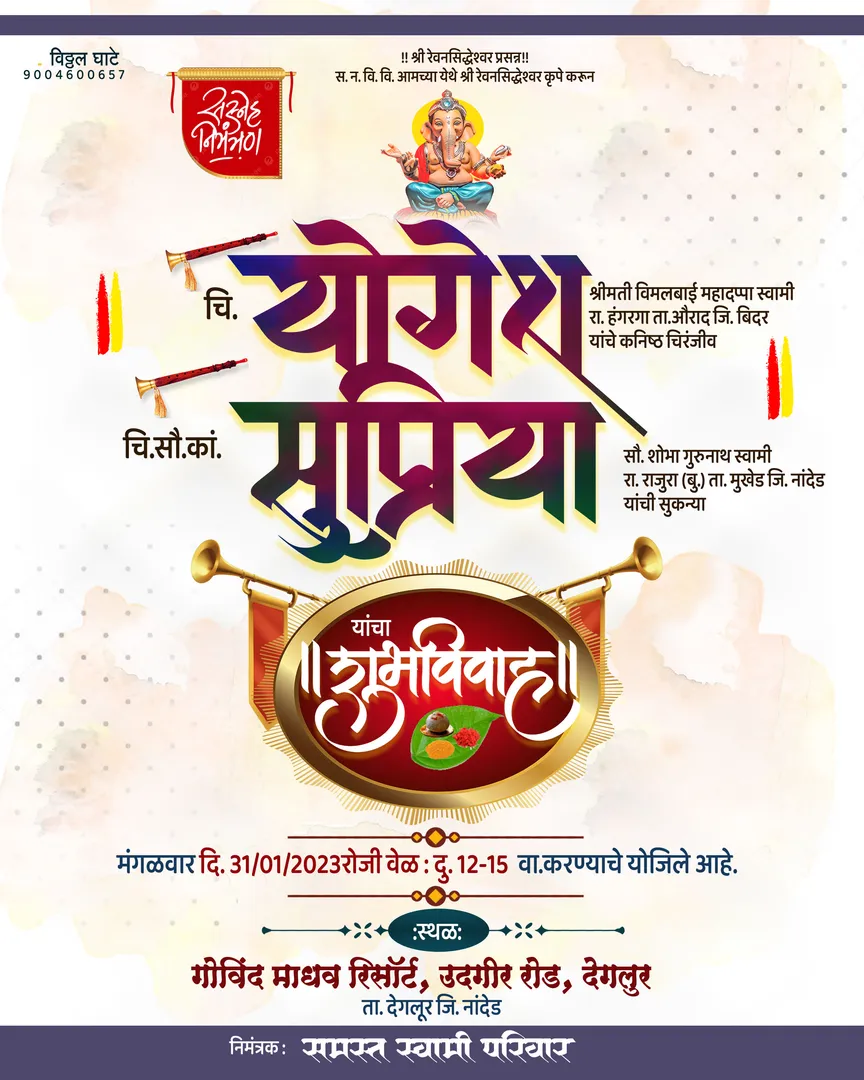 विठ्ठल घाटे
9004600657
सस्नेह
निमंत्रण
!! श्री रेवनसिद्धेश्वर प्रसन्न!!
स. न. वि. वि. आमच्या येथे श्री रेवनसिद्धेश्वर कृपे करून
चि. योगेश
श्रीमती विमलबाई महादप्पा स्वामी
रा. हंगरगा ता.औराद जि. बिदर
यांचे कनिष्ठ चिरंजीव
चि.सौ.कां. सुप्रिया
सौ. शोभा गुरुनाथ स्वामी
रा. राजुरा (बु.) ता. मुखेड जि. नांदेड
यांची सुकन्या
यांचा
॥ शुभविवाह ॥
मंगळवार दि. 31/01/2023रोजी वेळ : दु. 12-15 वा.करण्याचे योजिले आहे.
:स्थळ:
गोविंद माधव रिसॉर्ट, उदगीर रोड, देगलुर
ता. देगलूर जि. नांदेड
निमंत्रक : समस्त स्वामी परिवार